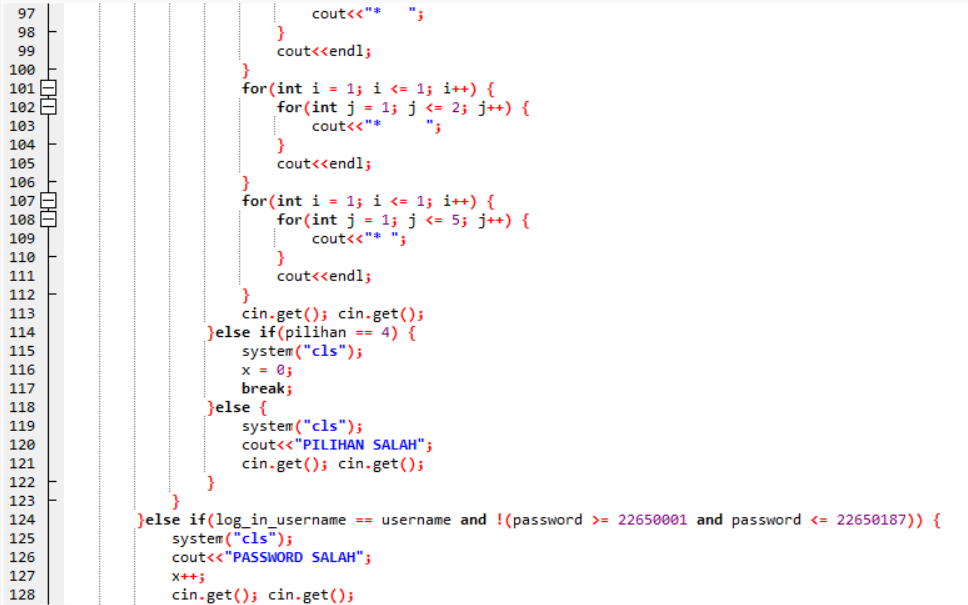 97 cout<<"*   ";
98 }
99 cout<<endl;
100 }
101 for(int i = 1; i <= 1; i++) {
102 for(int j = 1; j <= 2; j++) {
103 cout<<"*      ";
104 }
105 cout<<endl;
106 }
107 for(int i = 1; i <= 1; i++) {
108 for(int j = 1; j <= 5; j++) {
109 cout<<"* ";
110 }
111 cout<<endl;
112 }
113 cin.get(); cin.get();
114 }else if(pilihan == 4) {
115 system("cls");
116 x = 0;
117 break;
118 }else {
119 system("cls");
120 cout<<"PILIHAN SALAH";
121 cin.get(); cin.get();
122 }
123 }
124 }else if(log_in_username == username and !(password >= 22650001 and password <= 22650187)) {
125 system("cls");
126 cout<<"PASSWORD SALAH";
127 x++;
128 cin.get(); cin.get();